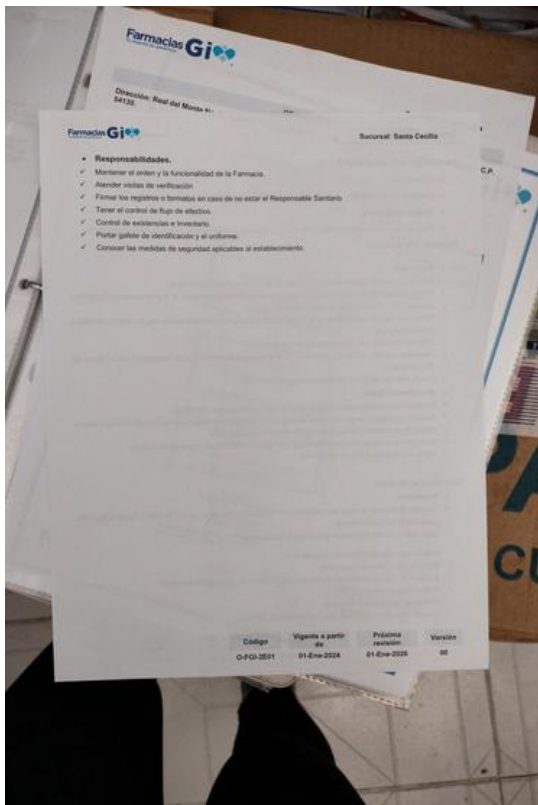 Farmacias Gi
Dirección: Real del Monte
54130.
C.P.
Farmacias Gi
Sucursal: Santa Cecilia
• Responsabilidades.
✓ Mantener el orden y la funcionalidad de la Farmacia.
✓ Atender visitas de verificación
✓ Firmar los registros o formatos en caso de no estar el Responsable Sanitario
✓ Tener el control de flujo de efectivo.
✓ Control de existencias e Inventario.
✓ Portar gafete de identificación y el uniforme.
✓ Conocer las medidas de seguridad aplicables al establecimiento.
PA
CU
Código Vigente a partir de Próxima revisión Versión
O-FGI-2E01 01-Ene-2024 01-Ene-2026 00